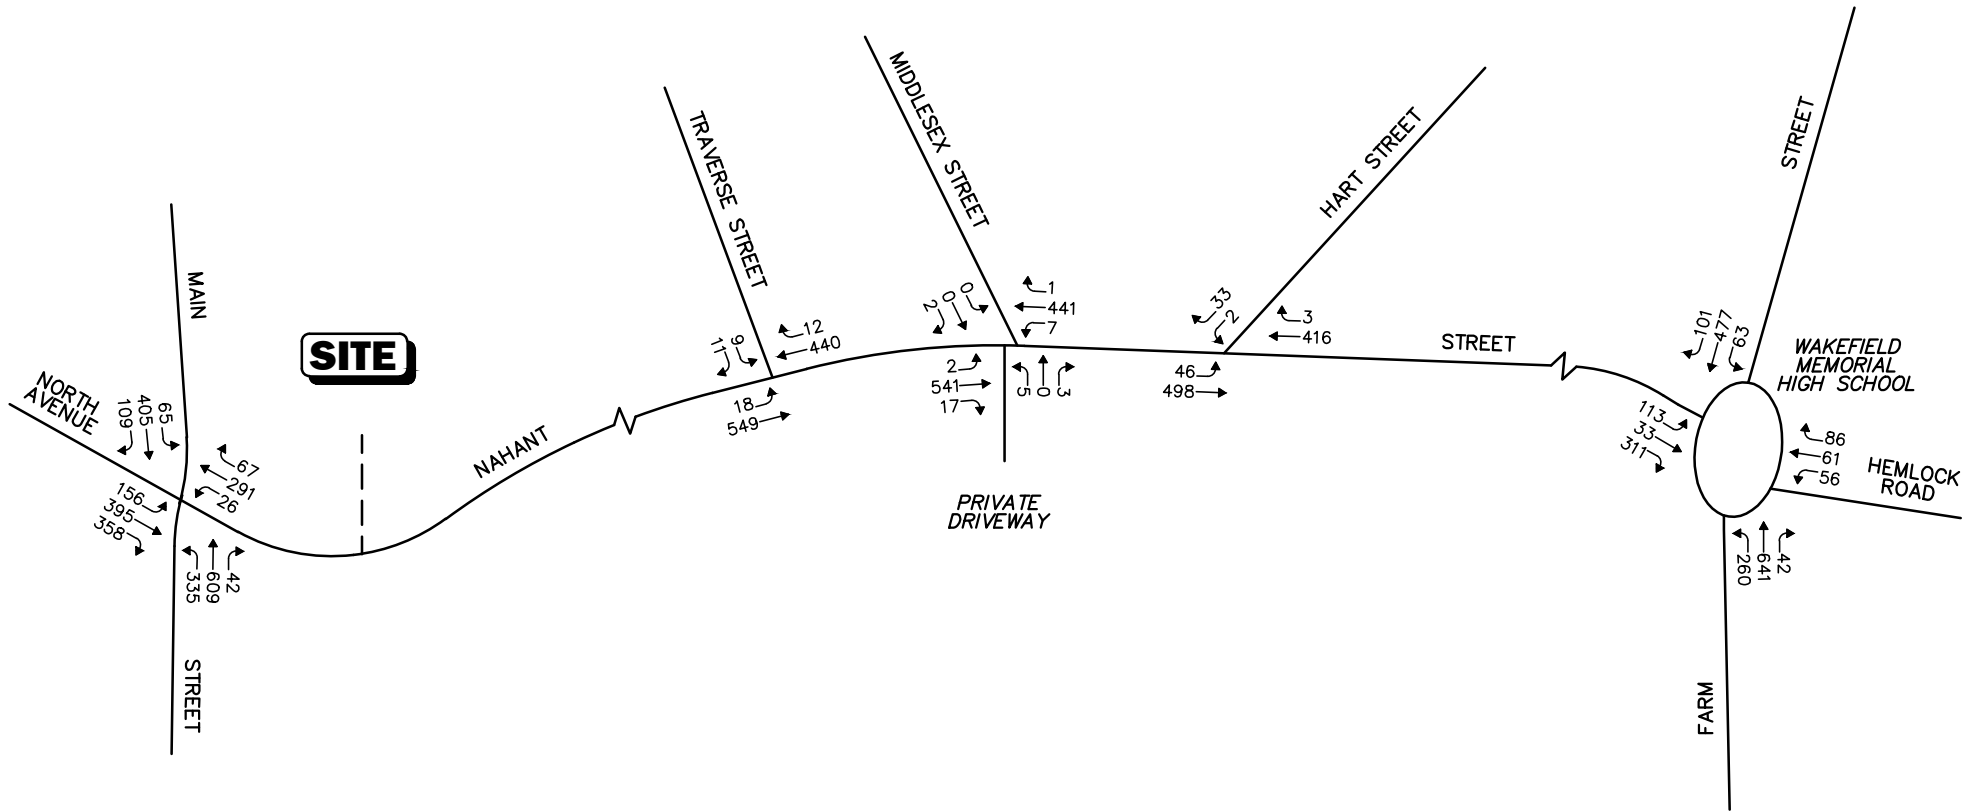 MAIN
STREET
NORTH
AVENUE
SITE
109
405
65
67
291
26
156
395
358
335
609
42
NAHANT
STREET
TRAVERSE STREET
11
9
12
440
18
549
MIDDLESEX STREET
2
0
0
1
441
7
2
541
17
5
0
3
PRIVATE
DRIVEWAY
HART STREET
33
2
3
416
46
498
STREET
FARM
101
477
63
WAKEFIELD
MEMORIAL
HIGH SCHOOL
113
33
311
86
61
56
HEMLOCK
ROAD
260
641
42